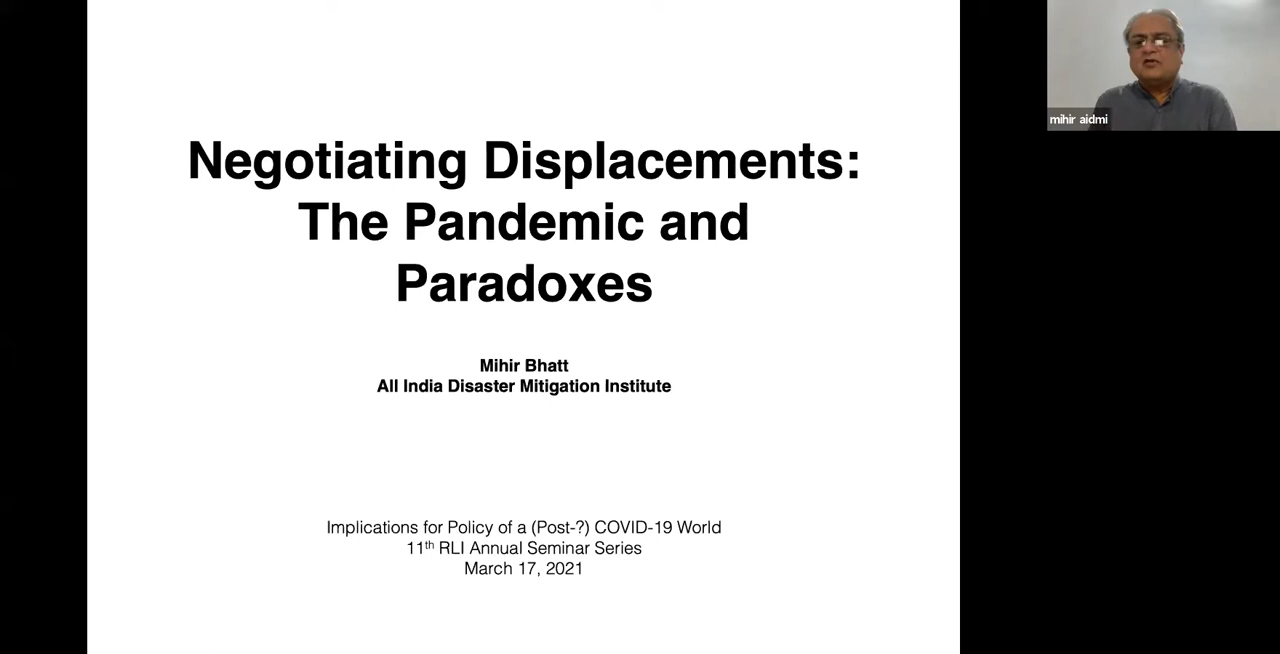 Negotiating Displacements:
The Pandemic and
Paradoxes
Mihir Bhatt
All India Disaster Mitigation Institute
Implications for Policy of a (Post-?) COVID-19 World
11th RLI Annual Seminar Series
March 17, 2021
mihir aidmi